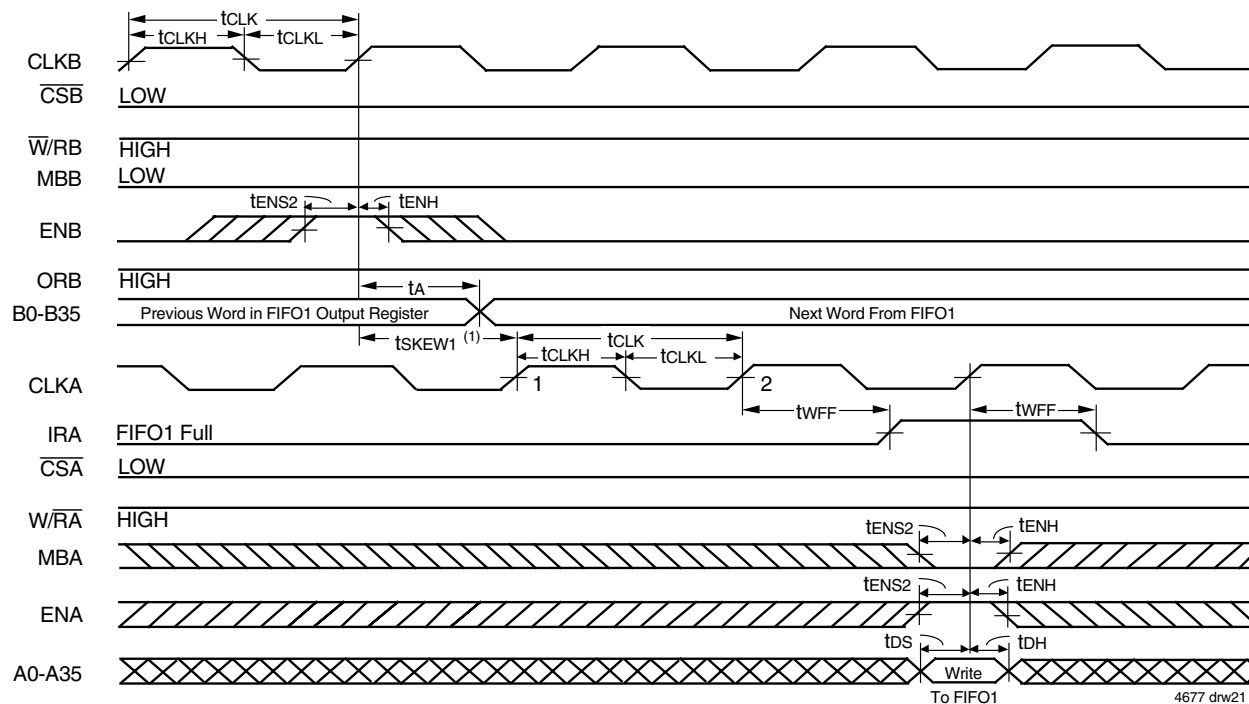 tCLK
tCLKH tCLKL
CLKB
CSB LOW
W/RB HIGH
MBB LOW
tENS2 tENH
ENB
ORB HIGH
tA
B0-B35 Previous Word in FIFO1 Output Register Next Word From FIFO1
tSKEW1 (1) tCLK
tCLKH tCLKL
CLKA 1 2
tWFF tWFF
IRA FIFO1 Full
CSA LOW
W/RA HIGH
tENS2 tENH
MBA
tENS2 tENH
ENA
tDS tDH
A0-A35 Write
To FIFO1 4677 drw21